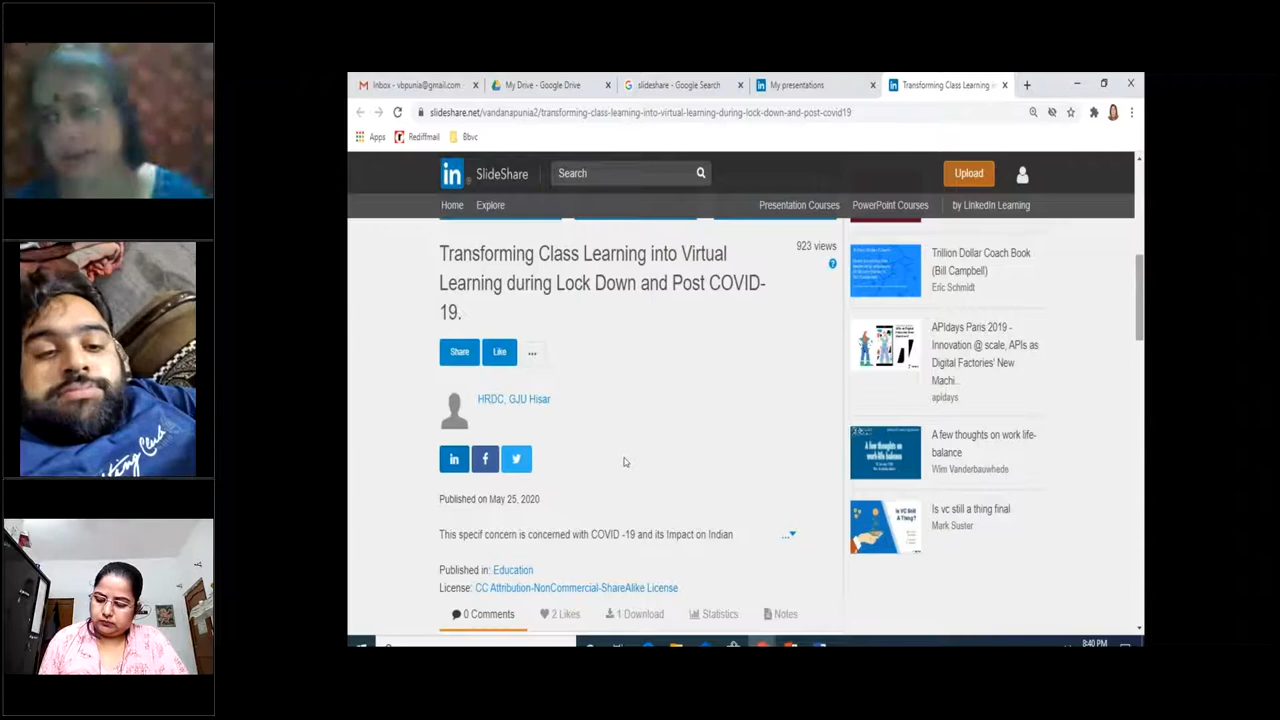 Inbox - vbpunia@gmail.com
My Drive - Google Drive
slideshare - Google Search
My presentations
Transforming Class Learning in
slideshare.net/vandanapunia2/transforming-class-learning-into-virtual-learning-during-lock-down-and-post-covid19
Apps Rediffmail Bbvc
in SlideShare Search Upload
Home Explore Presentation Courses PowerPoint Courses by LinkedIn Learning
Transforming Class Learning into Virtual
Learning during Lock Down and Post COVID-
19.
923 views
Share Like ...
HRDC, GJU Hisar
in f
Published on May 25, 2020
This specif concern is concerned with COVID -19 and its Impact on Indian ...
Published in: Education
License: CC Attribution-NonCommercial-ShareAlike License
0 Comments 2 Likes 1 Download Statistics Notes
Trillion Dollar Coach Book
(Bill Campbell)
Eric Schmidt
APIdays Paris 2019 -
Innovation @ scale, APIs as
Digital Factories' New
Machi...
apidays
A few thoughts on work life-
balance
Wim Vanderbauwhede
Is vc still a thing final
Mark Suster
8:40 PM